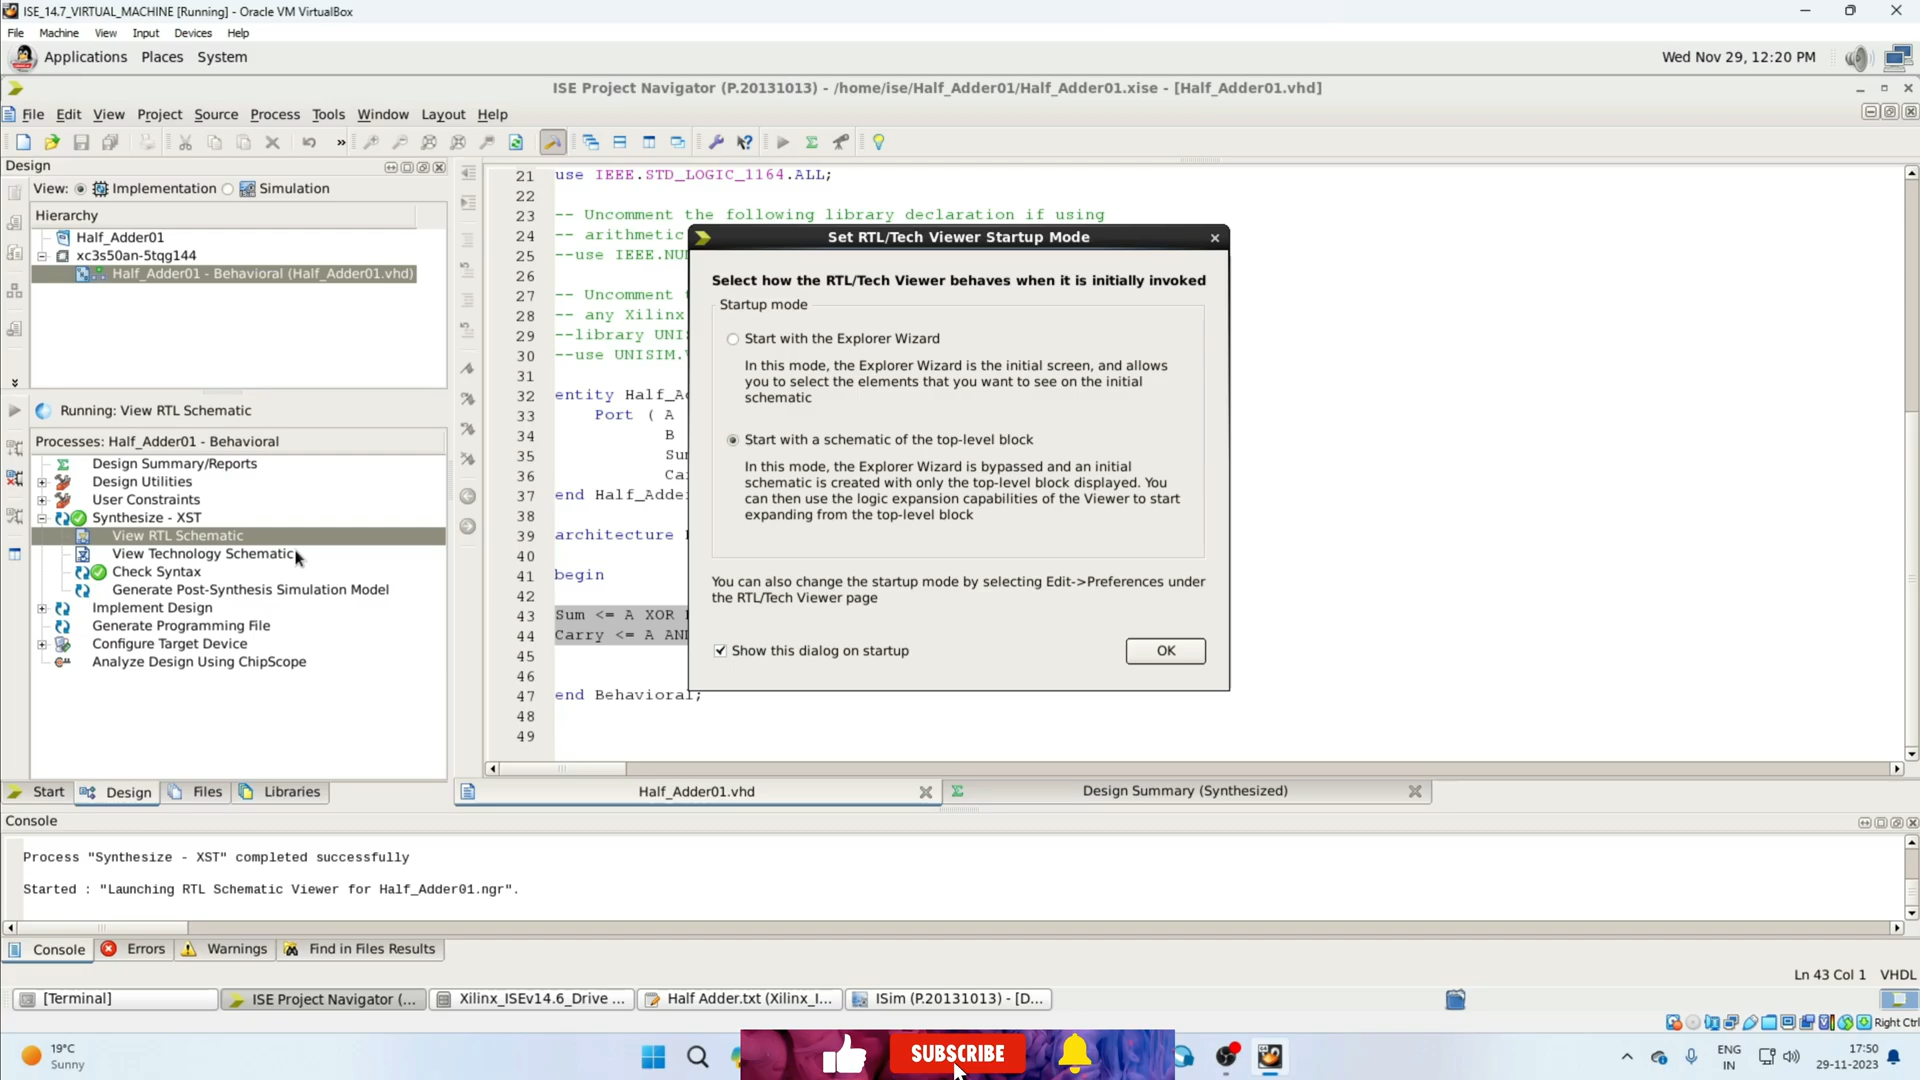 ISE_14.7_VIRTUAL_MACHINE [Running] - Oracle VM VirtualBox
File Machine View Input Devices Help
Applications Places System Wed Nov 29, 12:20 PM
ISE Project Navigator (P.20131013) - /home/ise/Half_Adder01/Half_Adder01.xise - [Half_Adder01.vhd]
File Edit View Project Source Process Tools Window Layout Help
Design
View: Implementation Simulation
Hierarchy
Half_Adder01
xc3s50an-5tqg144
Half_Adder01 - Behavioral (Half_Adder01.vhd)
Running: View RTL Schematic
Processes: Half_Adder01 - Behavioral
Design Summary/Reports
Design Utilities
User Constraints
Synthesize - XST
View RTL Schematic
View Technology Schematic
Check Syntax
Generate Post-Synthesis Simulation Model
Implement Design
Generate Programming File
Configure Target Device
Analyze Design Using ChipScope
Start Design Files Libraries
21 use IEEE.STD_LOGIC_1164.ALL;
22
23 -- Uncomment the following library declaration if using
24 -- arithmetic
25 --use IEEE.NU
26
27 -- Uncomment
28 -- any Xilinx
29 --library UNI
30 --use UNISIM.
31
32 entity Half_A
33 Port ( A
34 B
35 Su
36 Ca
37 end Half_Adde
38
39 architecture
40
41 begin
42
43 Sum <= A XOR
44 Carry <= A AN
45
46
47 end Behavioral;
48
49
Set RTL/Tech Viewer Startup Mode
Select how the RTL/Tech Viewer behaves when it is initially invoked
Startup mode
Start with the Explorer Wizard
In this mode, the Explorer Wizard is the initial screen, and allows
you to select the elements that you want to see on the initial
schematic
Start with a schematic of the top-level block
In this mode, the Explorer Wizard is bypassed and an initial
schematic is created with only the top-level block displayed. You
can then use the logic expansion capabilities of the Viewer to start
expanding from the top-level block
You can also change the startup mode by selecting Edit->Preferences under
the RTL/Tech Viewer page
Show this dialog on startup
OK
Half_Adder01.vhd Design Summary (Synthesized)
Console
Process "Synthesize - XST" completed successfully
Started : "Launching RTL Schematic Viewer for Half_Adder01.ngr".
Console Errors Warnings Find in Files Results
Ln 43 Col 1 VHDL
[Terminal] ISE Project Navigator (... Xilinx_ISEv14.6_Drive ... Half Adder.txt (Xilinx_I... ISim (P.20131013) - [D...
Right Ctrl
19°C
Sunny
SUBSCRIBE
ENG
IN
17:50
29-11-2023